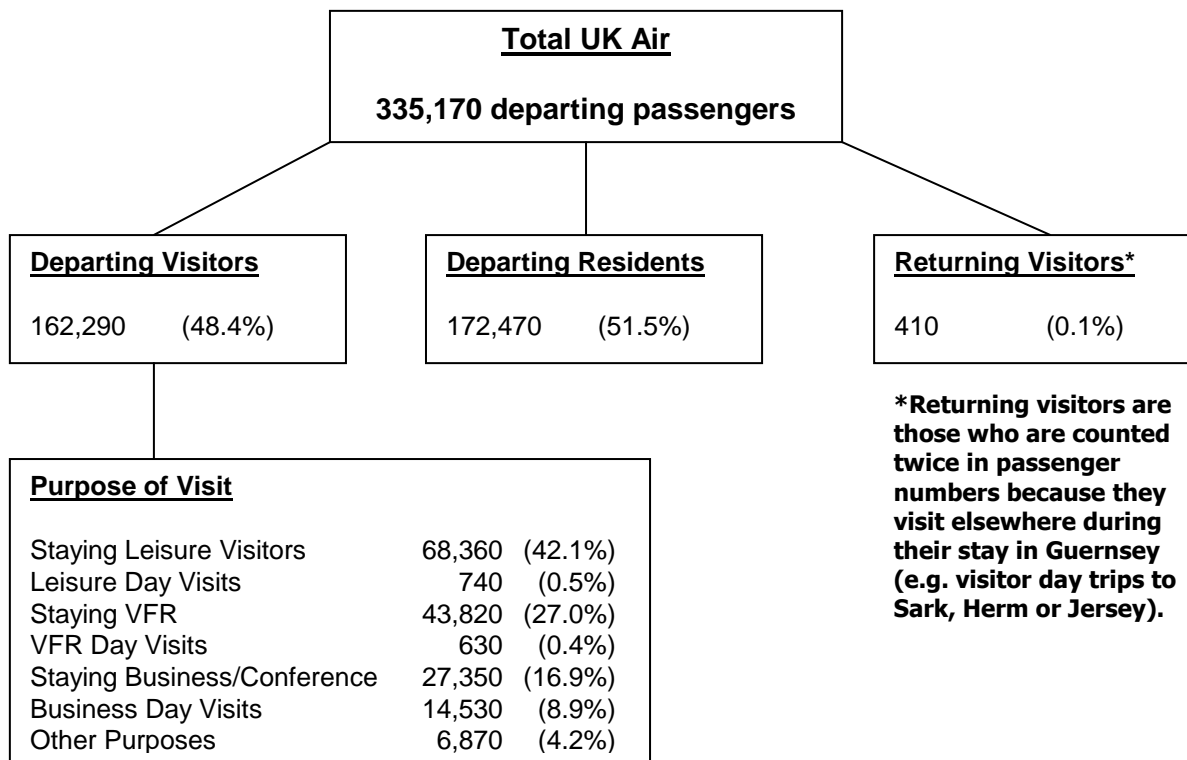 Total UK Air
335,170 departing passengers
Departing Visitors
162,290 (48.4%)
Departing Residents
172,470 (51.5%)
Returning Visitors*
410 (0.1%)
*Returning visitors are
those who are counted
twice in passenger
numbers because they
visit elsewhere during
their stay in Guernsey
(e.g. visitor day trips to
Sark, Herm or Jersey).
Purpose of Visit
Staying Leisure Visitors 68,360 (42.1%)
Leisure Day Visits 740 (0.5%)
Staying VFR 43,820 (27.0%)
VFR Day Visits 630 (0.4%)
Staying Business/Conference 27,350 (16.9%)
Business Day Visits 14,530 (8.9%)
Other Purposes 6,870 (4.2%)